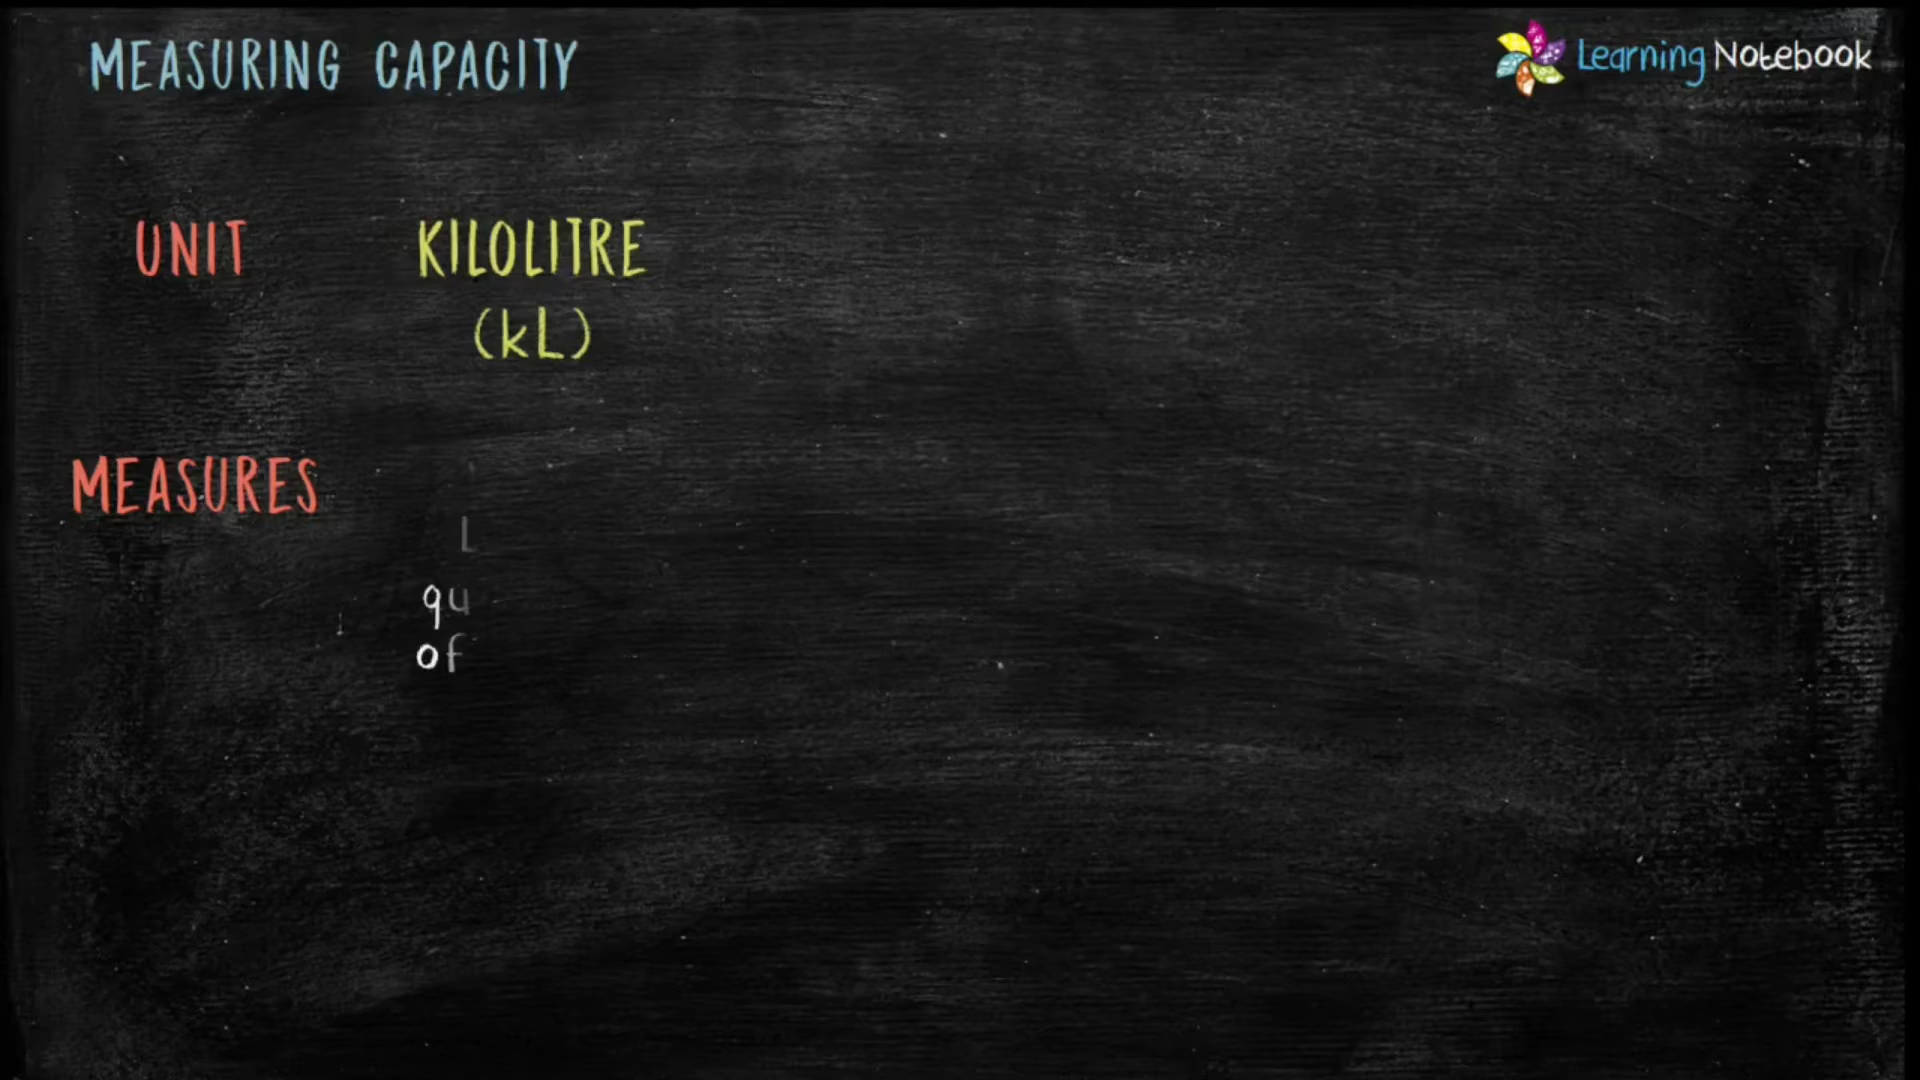 MEASURING CAPACITY
Learning Notebook
UNIT KILOLITRE
(kL)
MEASURES
L
qu
of